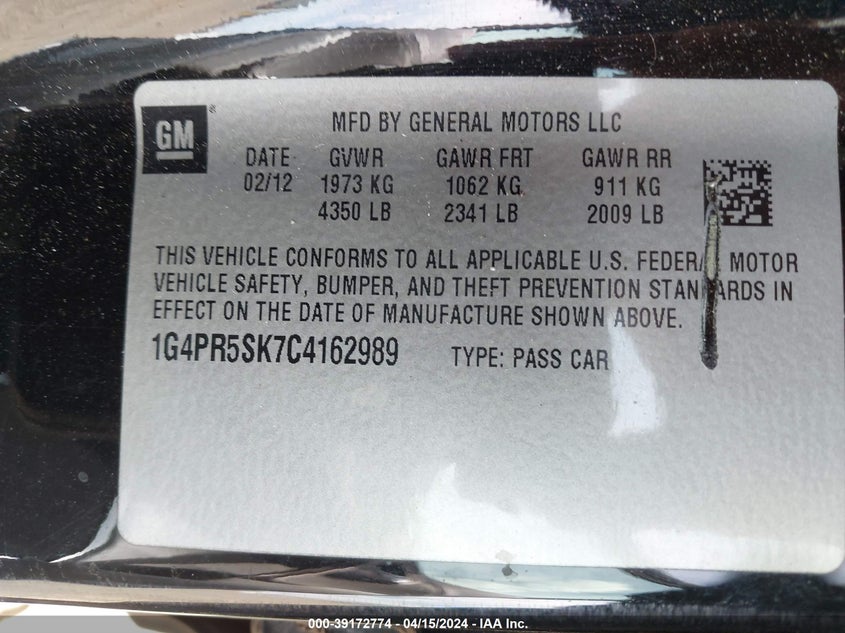 GM
MFD BY GENERAL MOTORS LLC
DATE GVWR GAWR FRT GAWR RR
02/12 1973 KG 1062 KG 911 KG
4350 LB 2341 LB 2009 LB
THIS VEHICLE CONFORMS TO ALL APPLICABLE U.S. FEDERAL MOTOR
VEHICLE SAFETY, BUMPER, AND THEFT PREVENTION STANDARDS IN
EFFECT ON THE DATE OF MANUFACTURE SHOWN ABOVE.
1G4PR5SK7C4162989 TYPE: PASS CAR
000-39172774 - 04/15/2024 - IAA Inc.